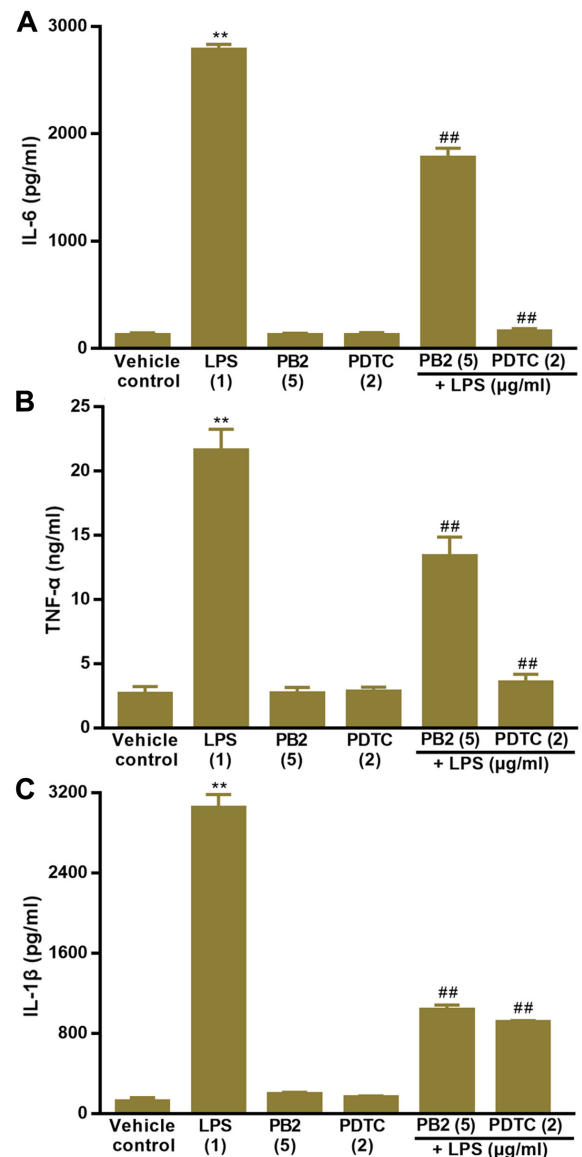 A
3000
2000
1000
0
IL-6 (pg/ml)
**
##
##
Vehicle control
LPS (1)
PB2 (5)
PDTC (2)
PB2 (5) PDTC (2)
+ LPS (µg/ml)
B
25
20
15
10
5
0
TNF-α (ng/ml)
**
##
##
Vehicle control
LPS (1)
PB2 (5)
PDTC (2)
PB2 (5) PDTC (2)
+ LPS (µg/ml)
C
3200
2400
1600
800
0
IL-1β (pg/ml)
**
##
##
Vehicle control
LPS (1)
PB2 (5)
PDTC (2)
PB2 (5) PDTC (2)
+ LPS (µg/ml)